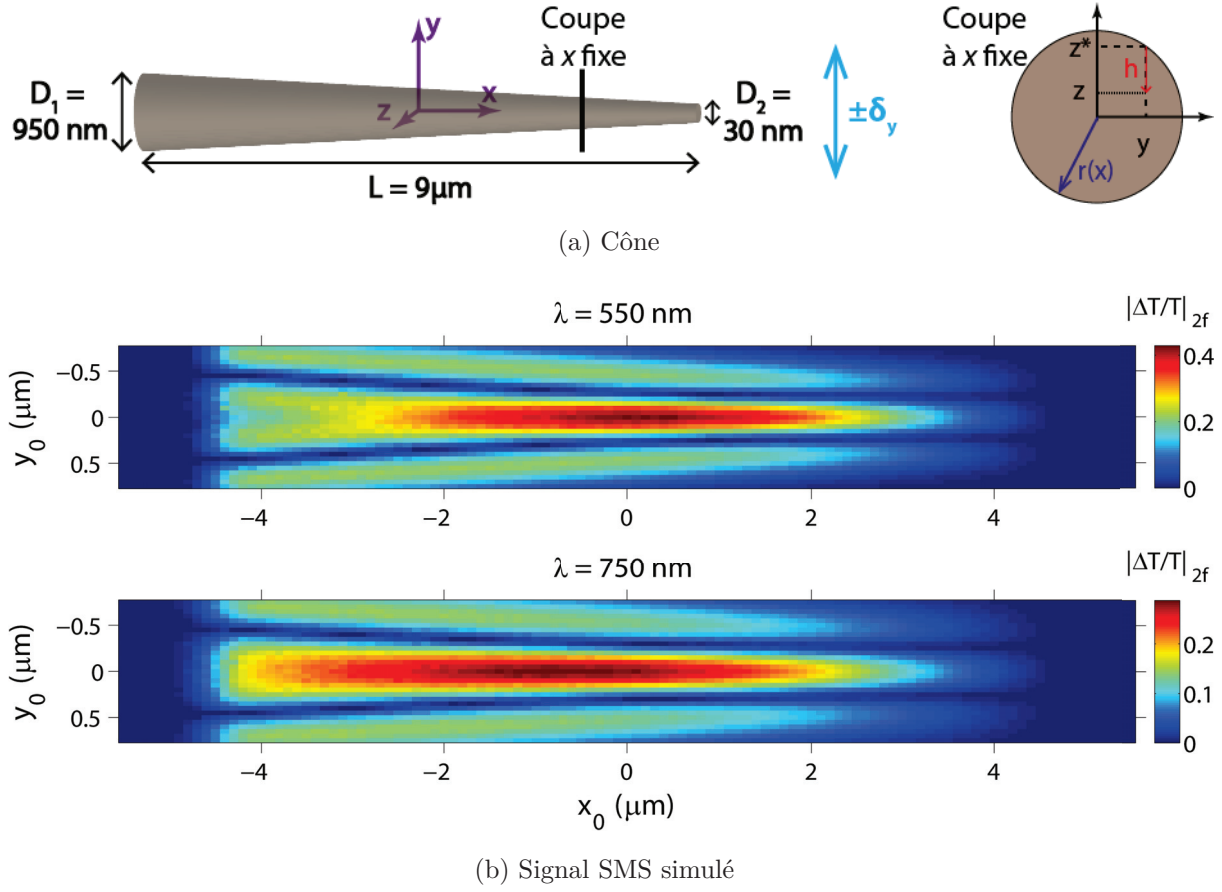 Coupe
à x fixe
y
x
z
D1 =
950 nm
D2 =
30 nm
±δy
L = 9μm
Coupe
à x fixe
z*
h
z
y
r(x)
(a) Cône
λ = 550 nm
|ΔT/T|2f
y0 (μm)
-0.5
0
0.5
−4
−2
0
2
4
0.4
0.2
0
λ = 750 nm
|ΔT/T|2f
y0 (μm)
-0.5
0
0.5
−4
−2
0
2
4
0.2
0.1
0
x0 (μm)
(b) Signal SMS simulé